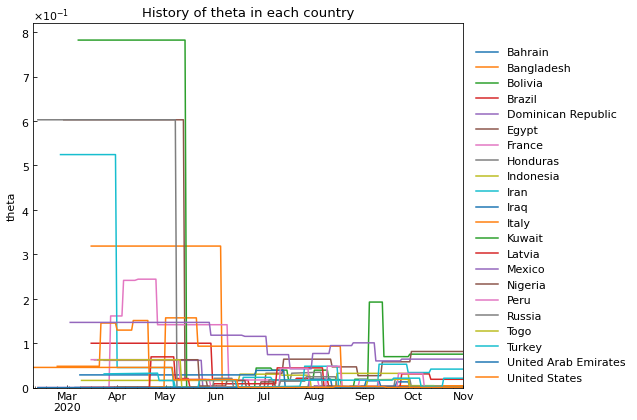 History of theta in each country
×10⁻¹
8
7
6
5
4
3
2
1
0
theta
Mar
2020
Apr
May
Jun
Jul
Aug
Sep
Oct
Nov
Bahrain
Bangladesh
Bolivia
Brazil
Dominican Republic
Egypt
France
Honduras
Indonesia
Iran
Iraq
Italy
Kuwait
Latvia
Mexico
Nigeria
Peru
Russia
Togo
Turkey
United Arab Emirates
United States